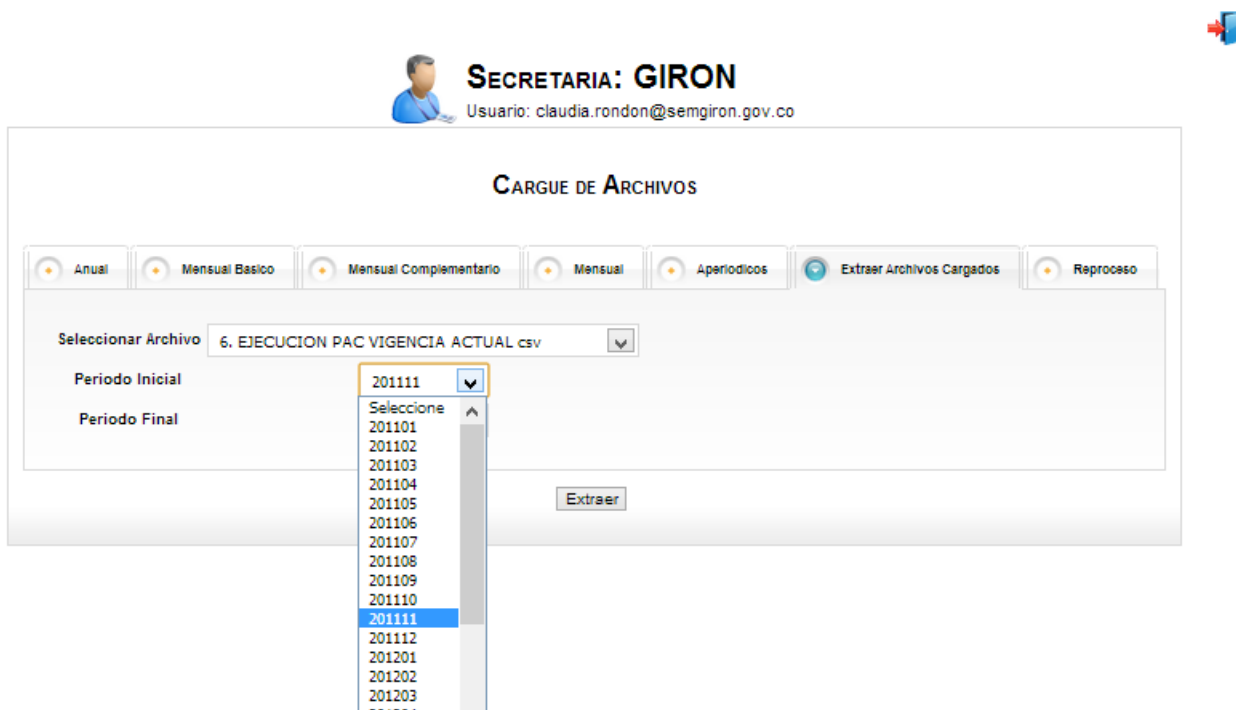 SECRETARIA: GIRON
Usuario: claudia.rondon@semgiron.gov.co
CARGUE DE ARCHIVOS
Anual Mensual Basico Mensual Complementario Mensual Aperiodicos Extraer Archivos Cargados Reproceso
Seleccionar Archivo 6. EJECUCION PAC VIGENCIA ACTUAL csv
Periodo Inicial 201111
Periodo Final
Seleccione
201101
201102
201103
201104
201105
201106
201107
201108
201109
201110
201111
201112
201201
201202
201203
Extraer